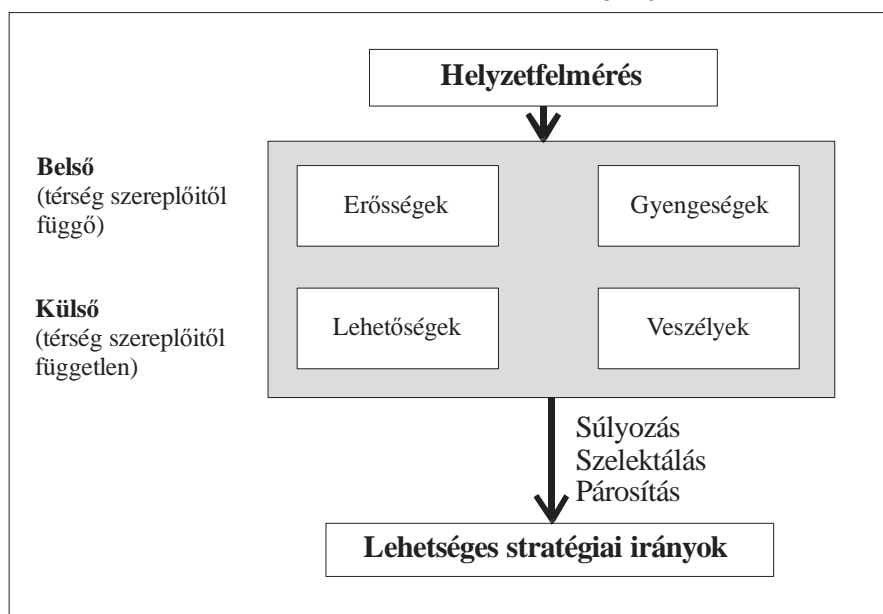 Helyzetfelmérés
Belső
(térség szereplőitől
függő)
Erősségek
Gyengeségek
Külső
(térség szereplőitől
független)
Lehetőségek
Veszélyek
Súlyozás
Szelektálás
Párosítás
Lehetséges stratégiai irányok